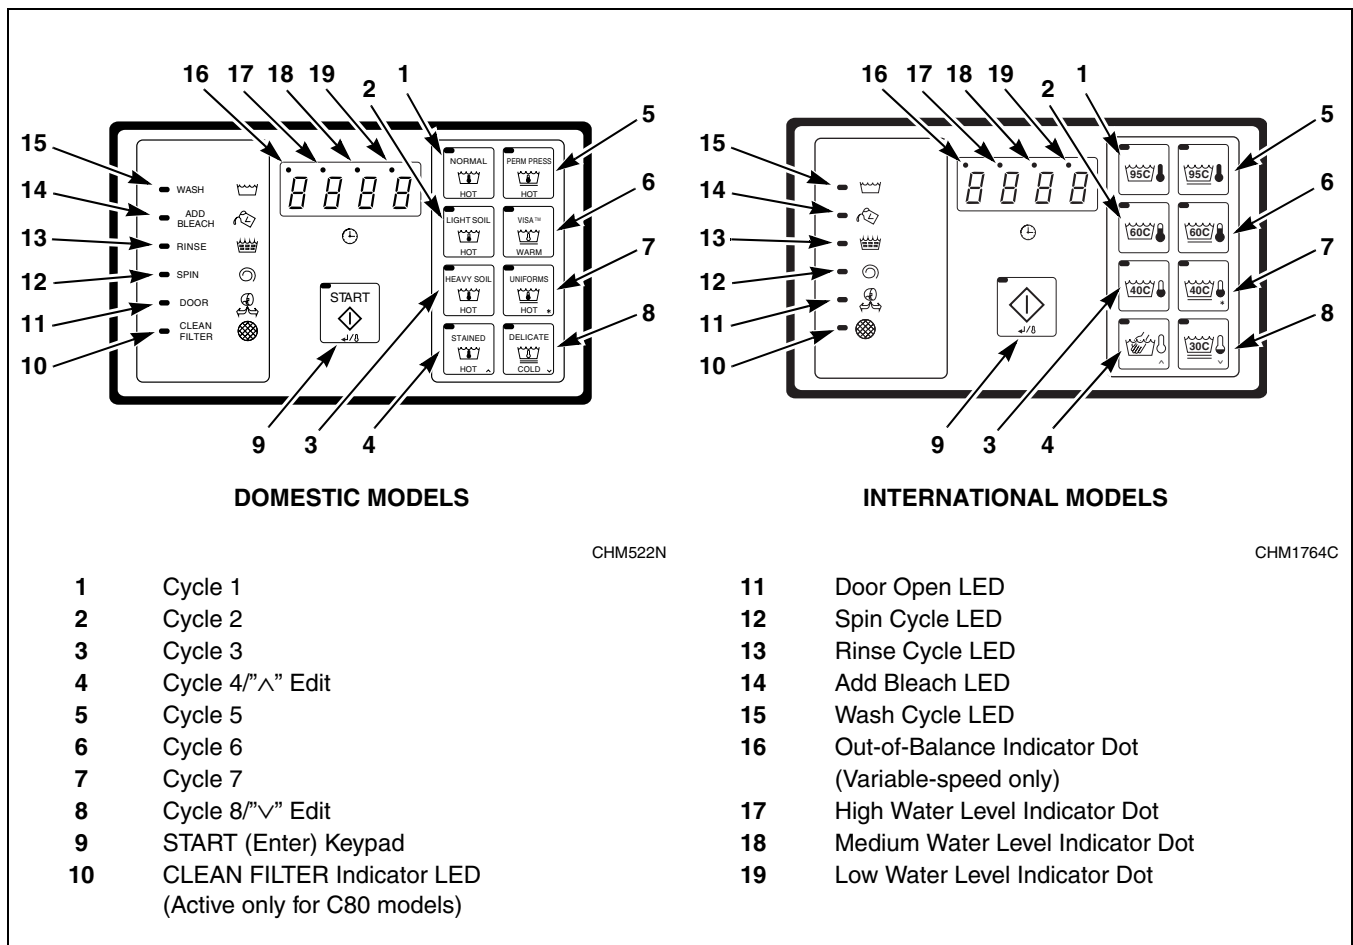 16 17 18 19 1
2
5
15
14
13
12
11
10
6
7
8
WASH
ADD
BLEACH
RINSE
SPIN
DOOR
CLEAN
FILTER
8 8 8 8
START
↵/
NORMAL
HOT
PERM PRESS
HOT
LIGHT SOIL
HOT
VISA™
WARM
HEAVY SOIL
HOT
UNIFORMS
HOT *
STAINED
HOT ^
DELICATE
COLD ˅
9 3 4
DOMESTIC MODELS
CHM522N
16 17 18 19 1
2
5
15
14
13
12
11
10
6
7
8
8 8 8 8
↵/
95C
95C
60C
60C
40C
40C
*
^
30C
˅
9 3 4
INTERNATIONAL MODELS
CHM1764C
1 Cycle 1
2 Cycle 2
3 Cycle 3
4 Cycle 4/”^” Edit
5 Cycle 5
6 Cycle 6
7 Cycle 7
8 Cycle 8/”˅” Edit
9 START (Enter) Keypad
10 CLEAN FILTER Indicator LED
(Active only for C80 models)
11 Door Open LED
12 Spin Cycle LED
13 Rinse Cycle LED
14 Add Bleach LED
15 Wash Cycle LED
16 Out-of-Balance Indicator Dot
(Variable-speed only)
17 High Water Level Indicator Dot
18 Medium Water Level Indicator Dot
19 Low Water Level Indicator Dot